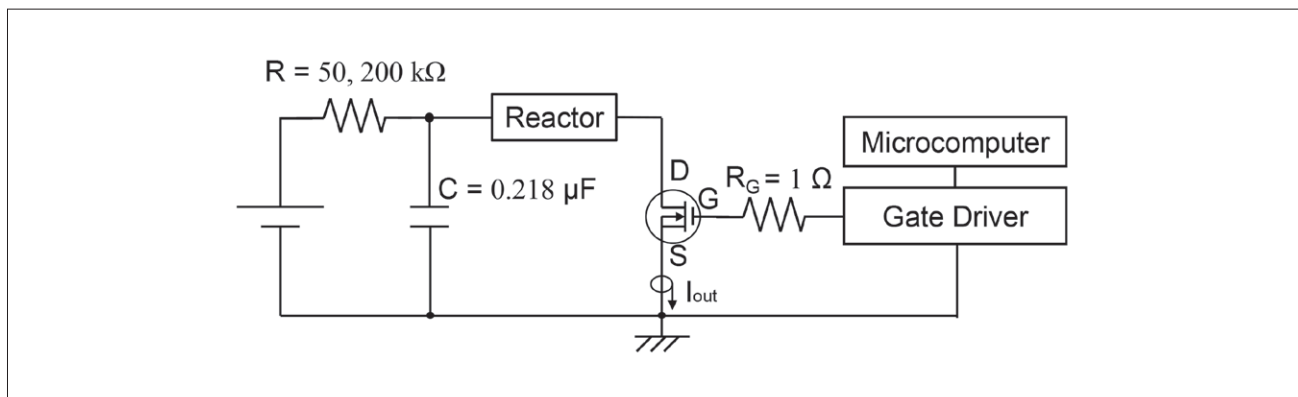 R = 50, 200 kΩ
Reactor
Microcomputer
D
R_G = 1 Ω
C = 0.218 μF
G
Gate Driver
S
I_out